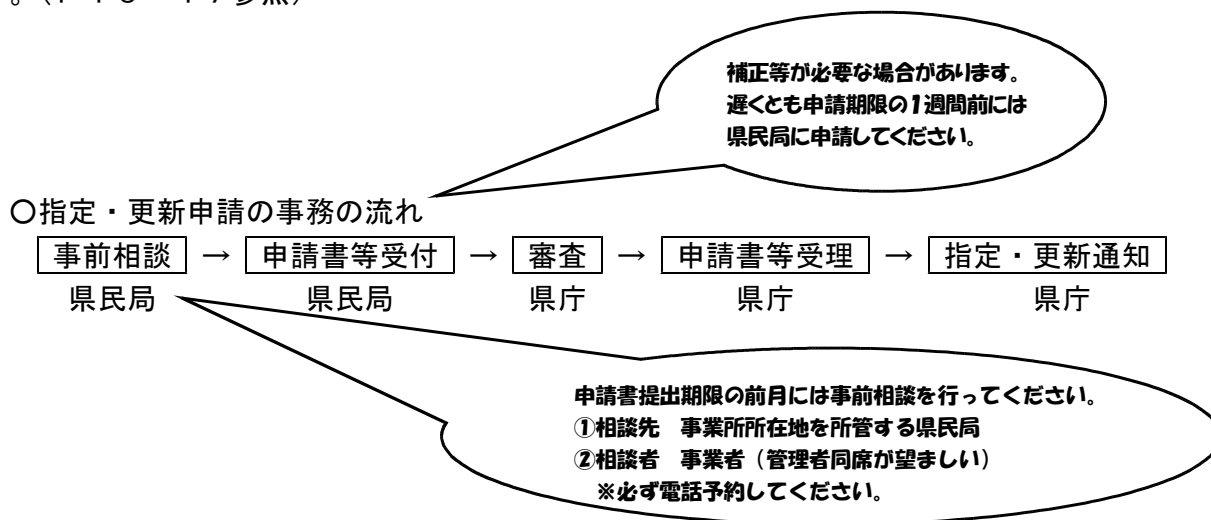 補正等が必要な場合があります。
遅くとも申請期限の1週間前には
県民局に申請してください。
〇指定・更新申請の事務の流れ
事前相談 → 申請書等受付 → 審査 → 申請書等受理 → 指定・更新通知
県民局 県民局 県庁 県庁 県庁
申請書提出期限の前月には事前相談を行ってください。
①相談先 事業所所在地を所管する県民局
②相談者 事業者（管理者同席が望ましい）
※必ず電話予約してください。